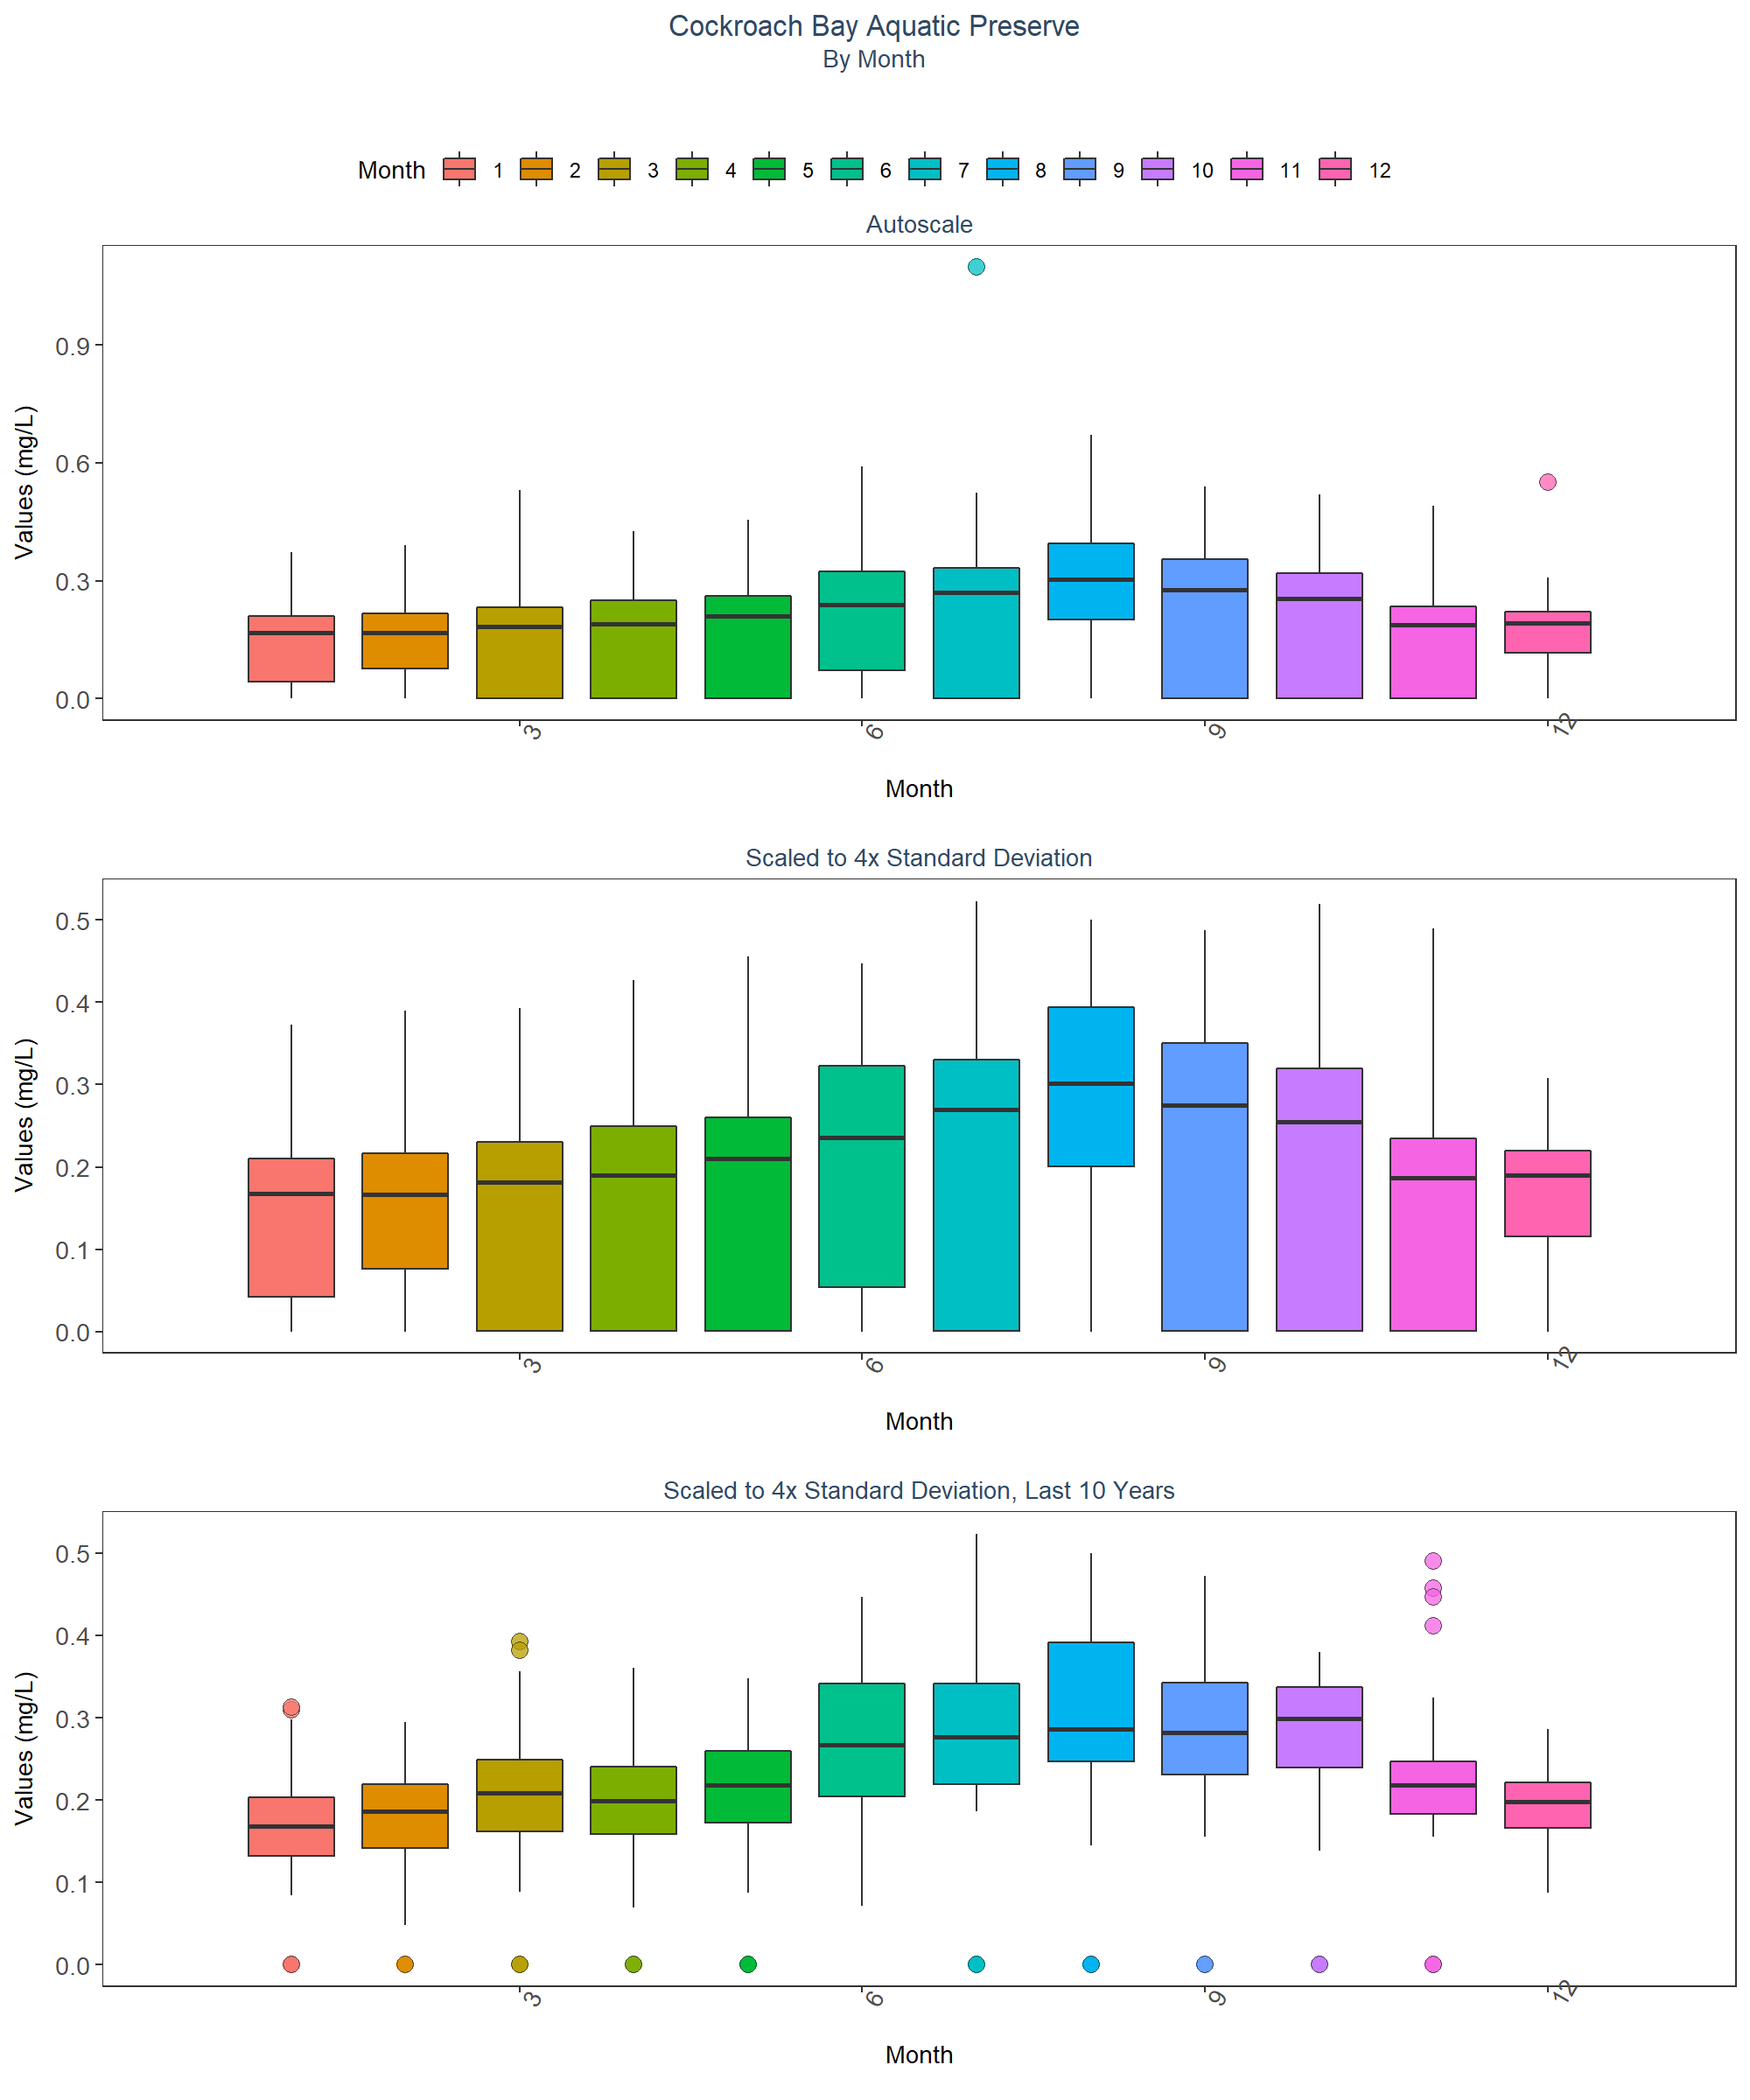 Cockroach Bay Aquatic Preserve
By Month
Month 1 2 3 4 5 6 7 8 9 10 11 12
Autoscale
Values (mg/L)
0.9
0.6
0.3
0.0
3 6 9 12
Month
Scaled to 4x Standard Deviation
Values (mg/L)
0.5
0.4
0.3
0.2
0.1
0.0
3 6 9 12
Month
Scaled to 4x Standard Deviation, Last 10 Years
Values (mg/L)
0.5
0.4
0.3
0.2
0.1
0.0
3 6 9 12
Month